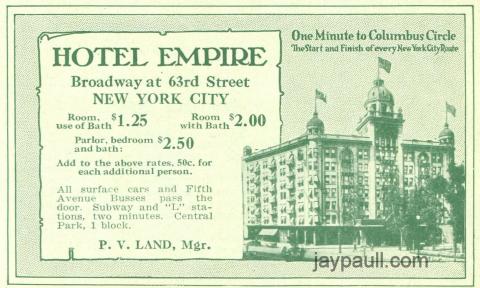 One Minute to Columbus Circle
The Start and Finish of every New York City Route
HOTEL EMPIRE
Broadway at 63rd Street
NEW YORK CITY
Room, use of Bath $1.25
Room with Bath $2.00
Parlor, bedroom and bath: $2.50
Add to the above rates, 50c. for
each additional person.
All surface cars and Fifth
Avenue Busses pass the
door. Subway and "L" sta-
tions, two minutes. Central
Park, 1 block.
P. V. LAND, Mgr.
jaypaull.com